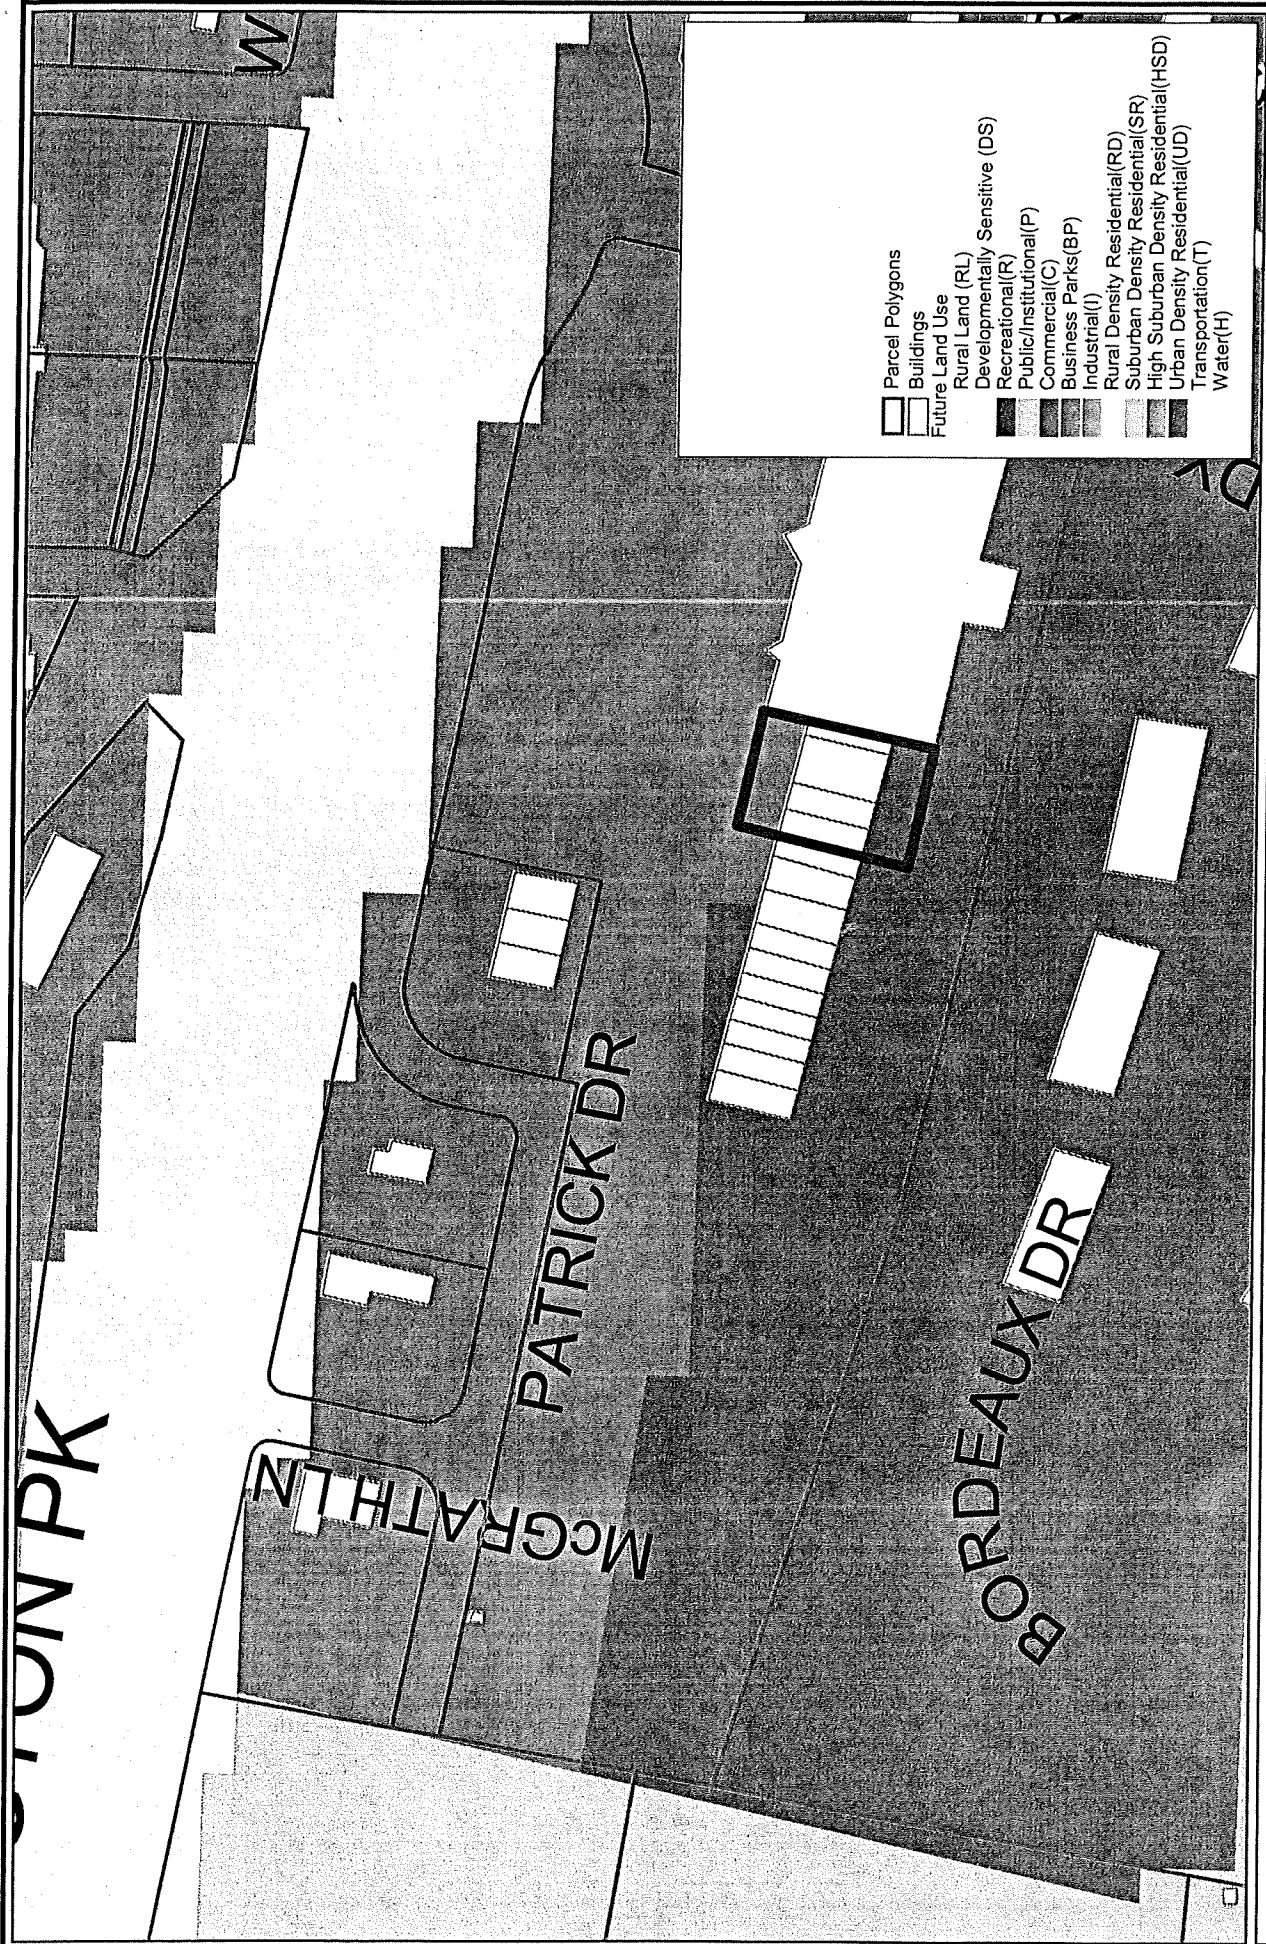 PATRICK DR
McGRATH LN
BORDEAUX DR
Parcel Polygons
Buildings
Future Land Use
Rural Land (RL)
Developmentally Sensitive (DS)
Recreational(R)
Public/Institutional(P)
Commercial(C)
Business Parks(BP)
Industrial(I)
Rural Density Residential(RD)
Suburban Density Residential(SR)
High Suburban Density Residential(HSD)
Urban Density Residential(UD)
Transportation(T)
Water(H)
TON PK
W